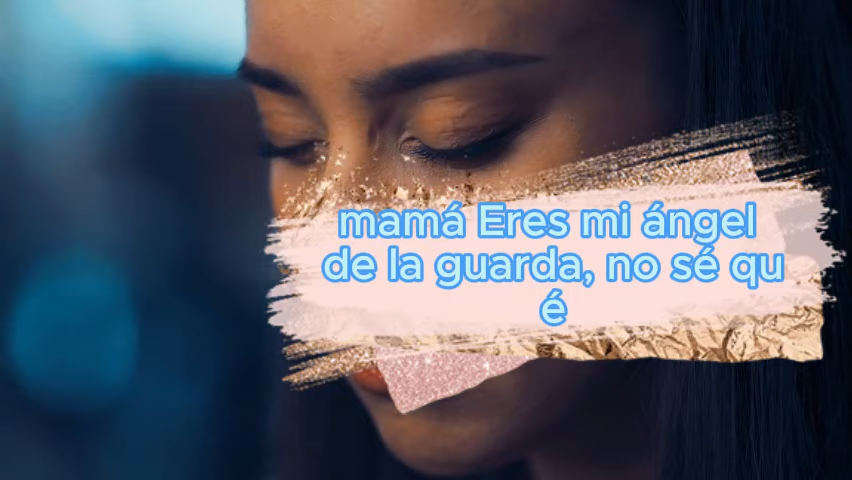 mamá Eres mi ángel
de la guarda, no sé qu
é